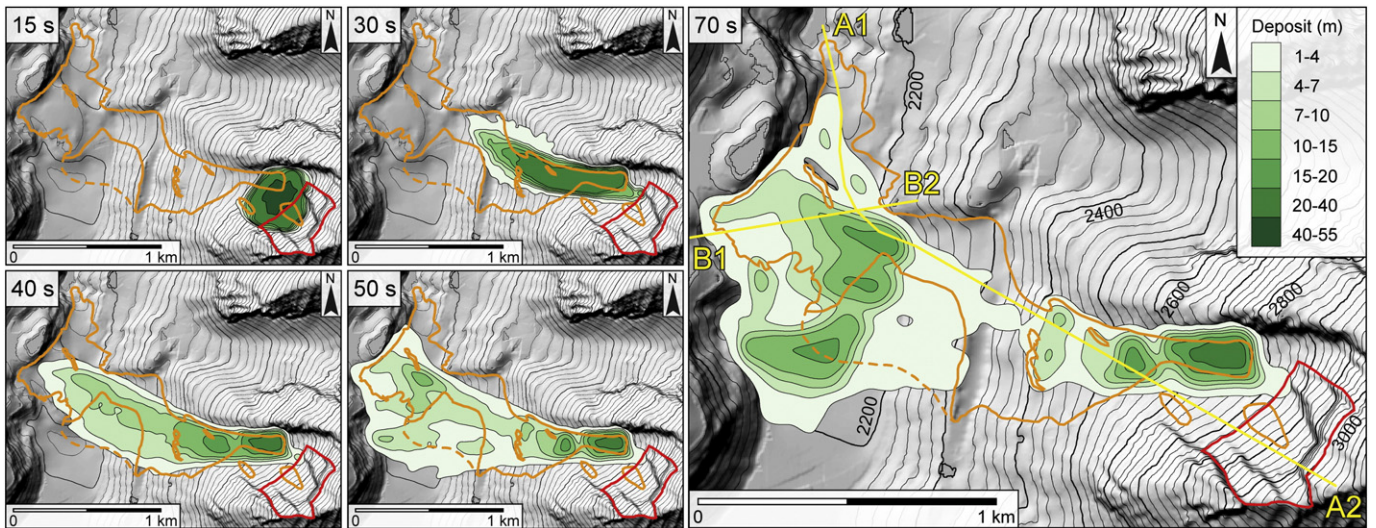 15 s
N
0
1 km
30 s
N
0
1 km
40 s
N
0
1 km
50 s
N
0
1 km
70 s
A1
N
Deposit (m)
1-4
4-7
7-10
10-15
15-20
20-40
40-55
2200
B2
B1
2400
2600
2800
2200
3000
A2
0
1 km